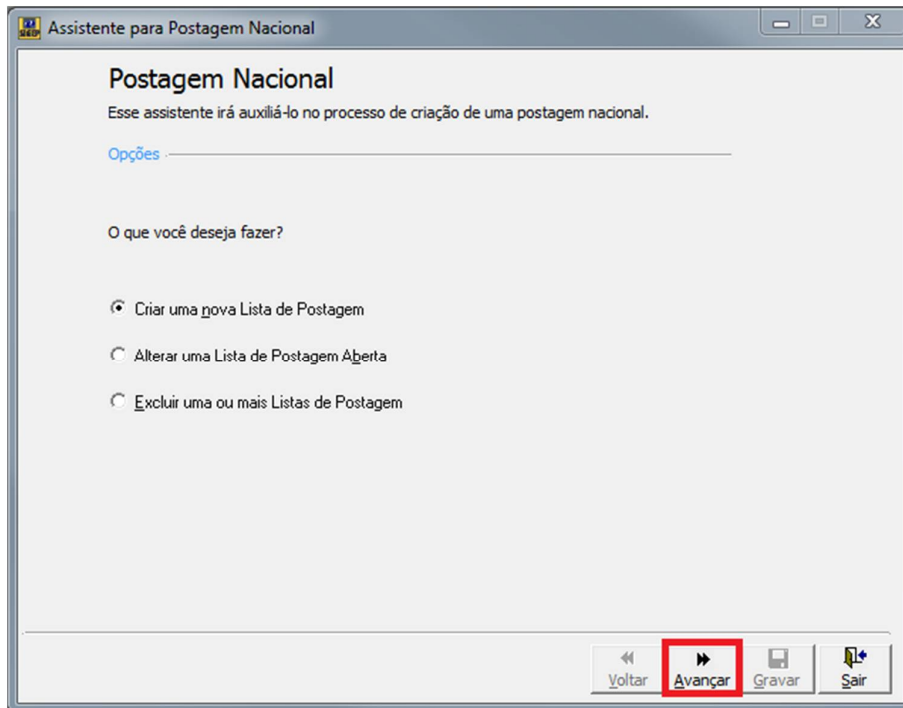 Assistente para Postagem Nacional
Postagem Nacional
Esse assistente irá auxiliá-lo no processo de criação de uma postagem nacional.
Opções
O que você deseja fazer?
Criar uma nova Lista de Postagem
Alterar uma Lista de Postagem Aberta
Excluir uma ou mais Listas de Postagem
Voltar Avançar Gravar Sair